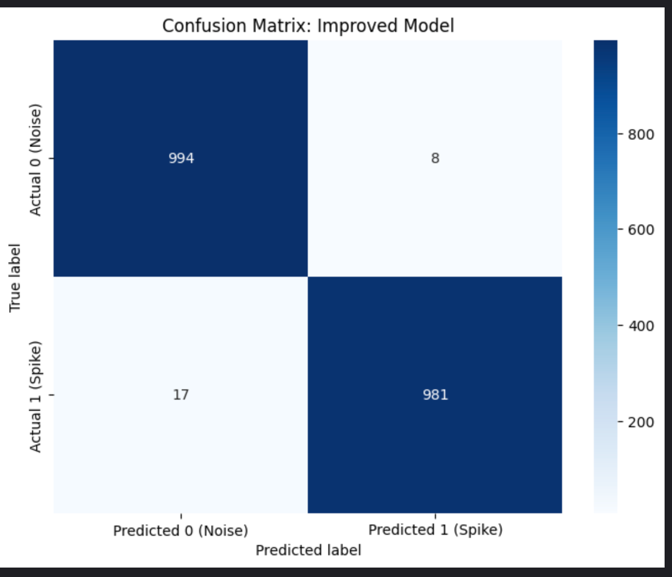 Confusion Matrix: Improved Model
True label
Actual 0 (Noise)
Actual 1 (Spike)
994
8
17
981
Predicted 0 (Noise)
Predicted 1 (Spike)
Predicted label
800
600
400
200